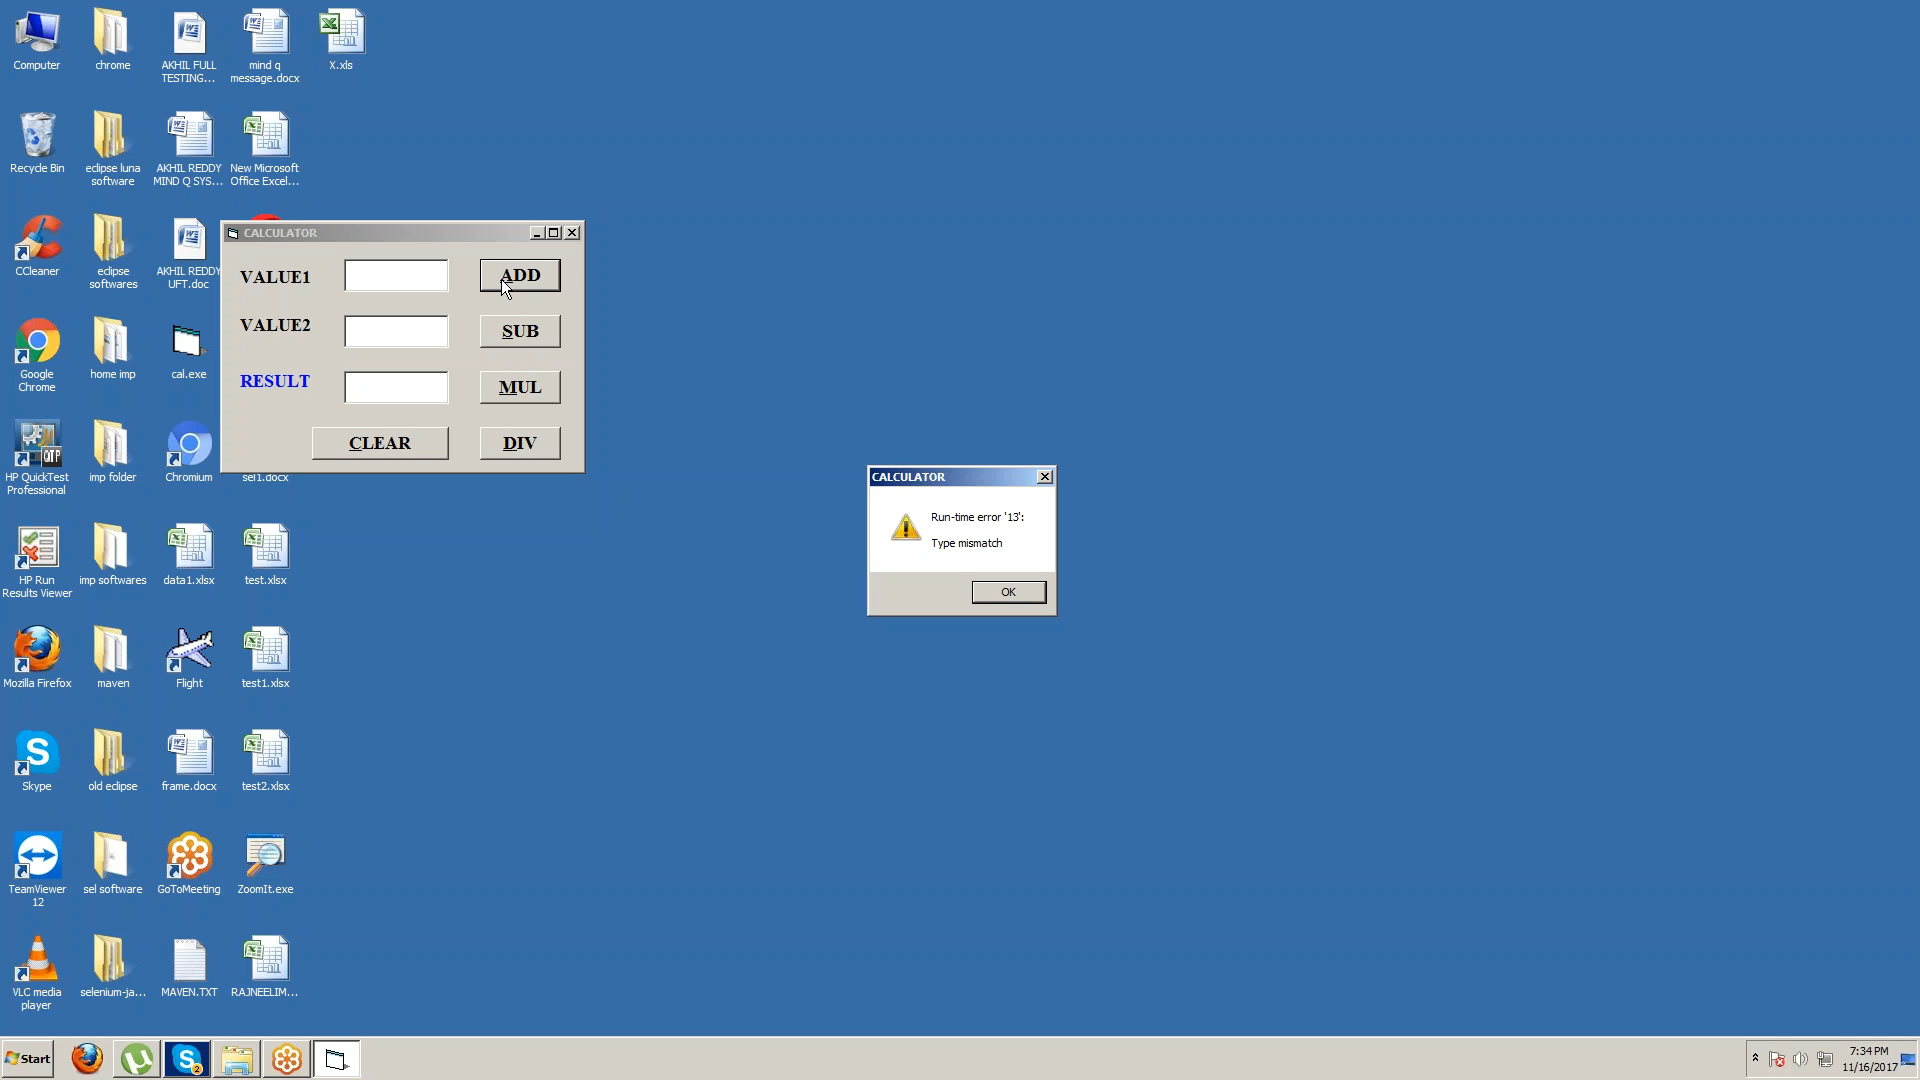 Computer
chrome
AKHIL FULL
TESTING...
mind q
message.docx
X.xls
Recycle Bin
eclipse luna
software
AKHIL REDDY
MIND Q SYS...
New Microsoft
Office Excel...
CCleaner
eclipse
softwares
AKHIL REDDY
UFT.doc
CALCULATOR
VALUE1
ADD
VALUE2
SUB
RESULT
MUL
CLEAR
DIV
Google
Chrome
home imp
cal.exe
QTP
HP QuickTest
Professional
imp folder
Chromium
sel1.docx
CALCULATOR
Run-time error '13':
Type mismatch
OK
HP Run
Results Viewer
imp softwares
data1.xlsx
test.xlsx
Mozilla Firefox
maven
Flight
test1.xlsx
Skype
old eclipse
frame.docx
test2.xlsx
TeamViewer
12
sel software
GoToMeeting
ZoomIt.exe
VLC media
player
selenium-ja...
MAVEN.TXT
RAJNEELIM...
Start
2
7:34 PM
11/16/2017